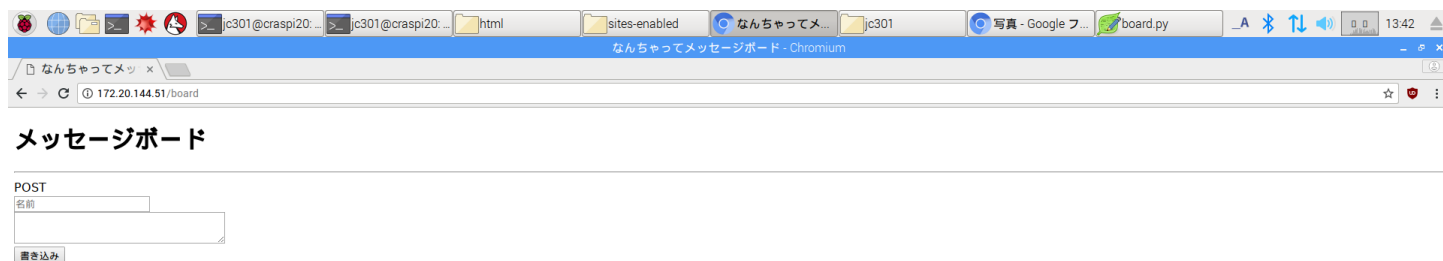 jc301@craspi20: ...
jc301@craspi20: ...
html
sites-enabled
なんちゃってメ...
jc301
写真 - Google フ...
board.py
_A
13:42
なんちゃってメッセージボード - Chromium
なんちゃってメッ
172.20.144.51/board
メッセージボード
POST
名前
書き込み